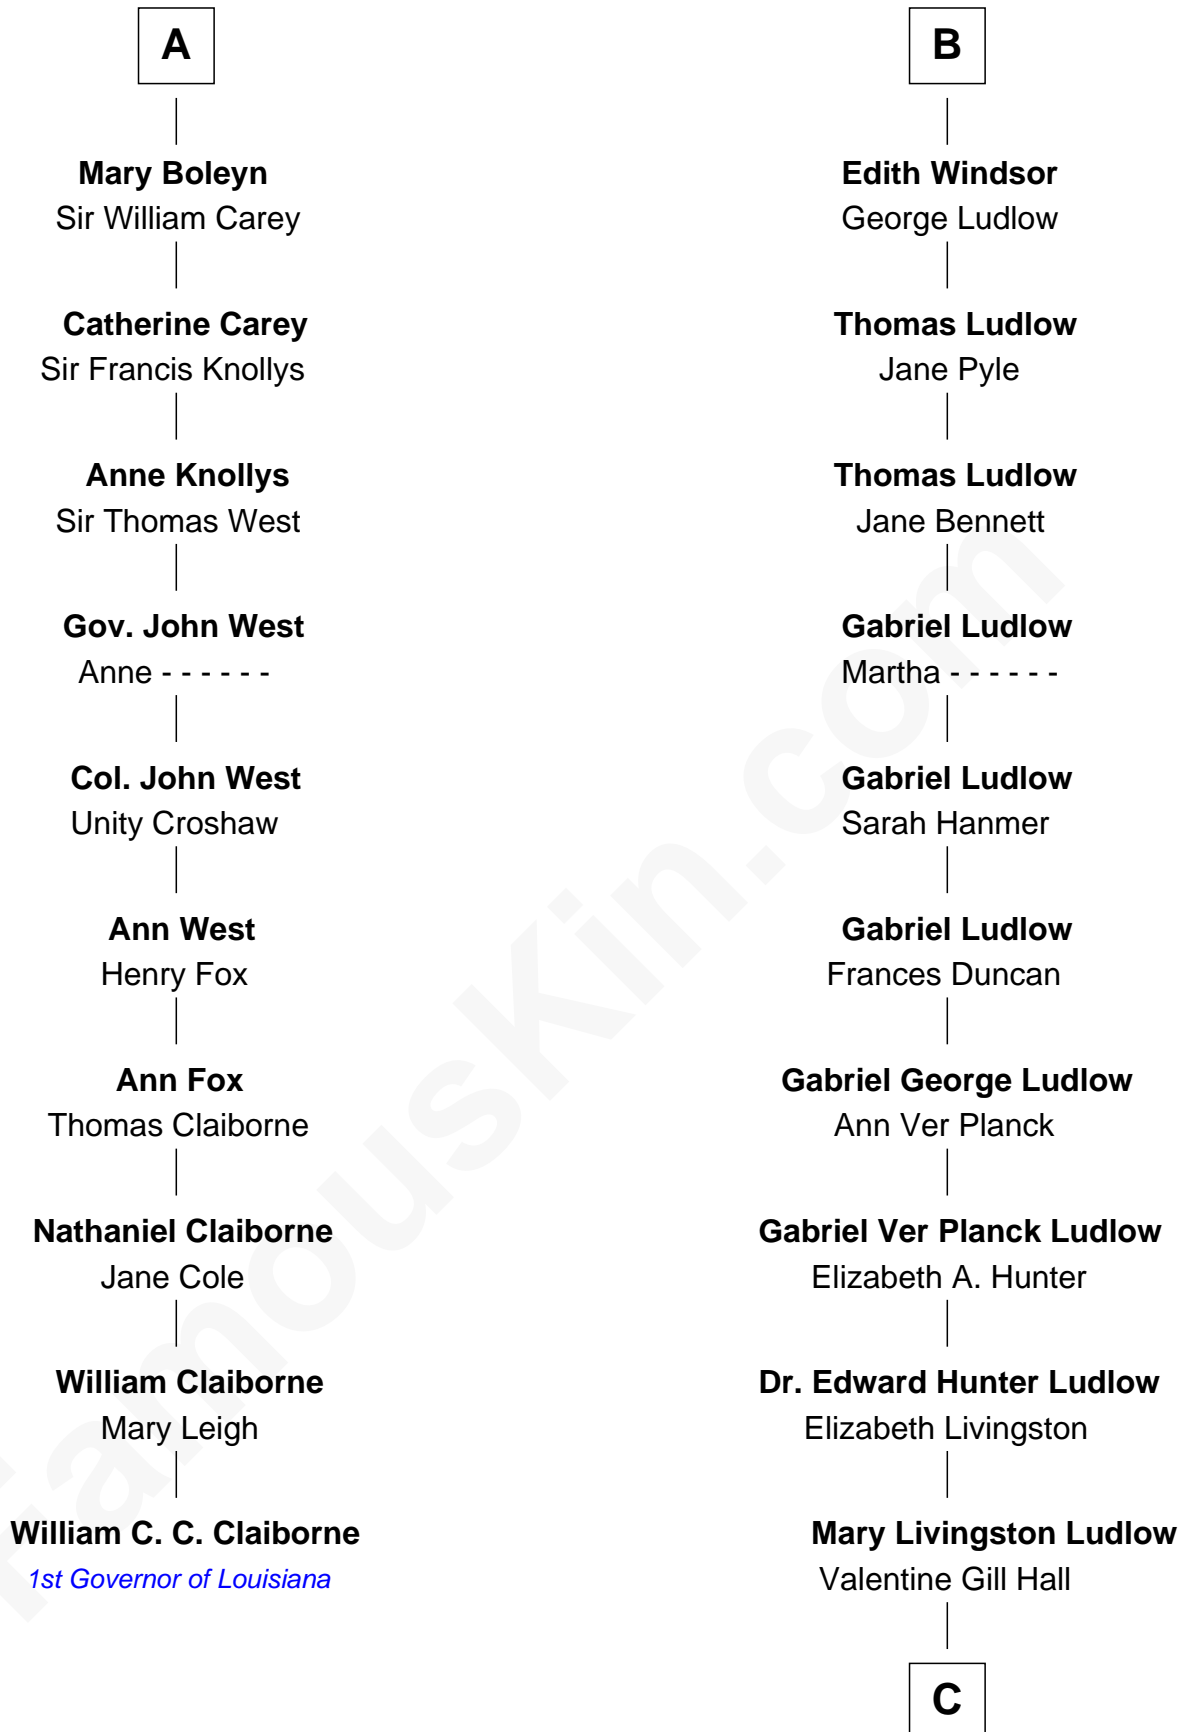 A
Mary Boleyn
Sir William Carey
Catherine Carey
Sir Francis Knollys
Anne Knollys
Sir Thomas West
Gov. John West
Anne - - - - - -
Col. John West
Unity Croshaw
Ann West
Henry Fox
Ann Fox
Thomas Claiborne
Nathaniel Claiborne
Jane Cole
William Claiborne
Mary Leigh
William C. C. Claiborne
1st Governor of Louisiana
B
Edith Windsor
George Ludlow
Thomas Ludlow
Jane Pyle
Thomas Ludlow
Jane Bennett
Gabriel Ludlow
Martha - - - - - -
Gabriel Ludlow
Sarah Hanmer
Gabriel Ludlow
Frances Duncan
Gabriel George Ludlow
Ann Ver Planck
Gabriel Ver Planck Ludlow
Elizabeth A. Hunter
Dr. Edward Hunter Ludlow
Elizabeth Livingston
Mary Livingston Ludlow
Valentine Gill Hall
C
famouskin.com